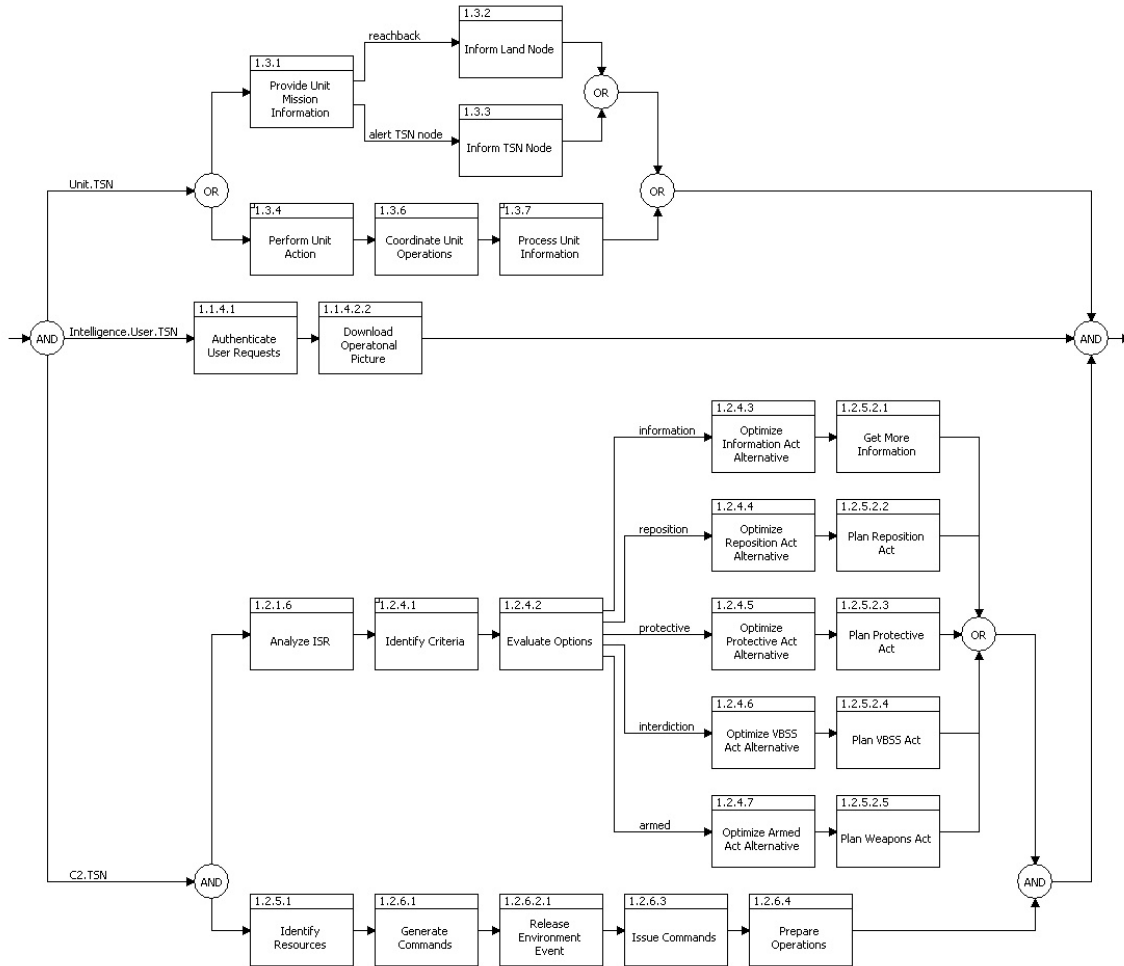 1.3.2
reachback
Inform Land Node
1.3.1
Provide Unit
Mission
Information
OR
1.3.3
alert TSN node
Inform TSN Node
Unit.TSN
OR
OR
1.3.4
Perform Unit
Action
1.3.6
Coordinate Unit
Operations
1.3.7
Process Unit
Information
1.1.4.1
Authenticate
User Requests
1.1.4.2.2
Download
Operatonal
Picture
AND
Intelligence.User.TSN
AND
1.2.4.3
information
Optimize
Information Act
Alternative
1.2.5.2.1
Get More
Information
1.2.4.4
reposition
Optimize
Reposition Act
Alternative
1.2.5.2.2
Plan Reposition
Act
1.2.1.6
Analyze ISR
1.2.4.1
Identify Criteria
1.2.4.2
Evaluate Options
1.2.4.5
protective
Optimize
Protective Act
Alternative
1.2.5.2.3
Plan Protective
Act
OR
1.2.4.6
interdiction
Optimize VBSS
Act Alternative
1.2.5.2.4
Plan VBSS Act
1.2.4.7
armed
Optimize Armed
Act Alternative
1.2.5.2.5
Plan Weapons Act
C2.TSN
AND
AND
1.2.5.1
Identify
Resources
1.2.6.1
Generate
Commands
1.2.6.2.1
Release
Environment
Event
1.2.6.3
Issue Commands
1.2.6.4
Prepare
Operations